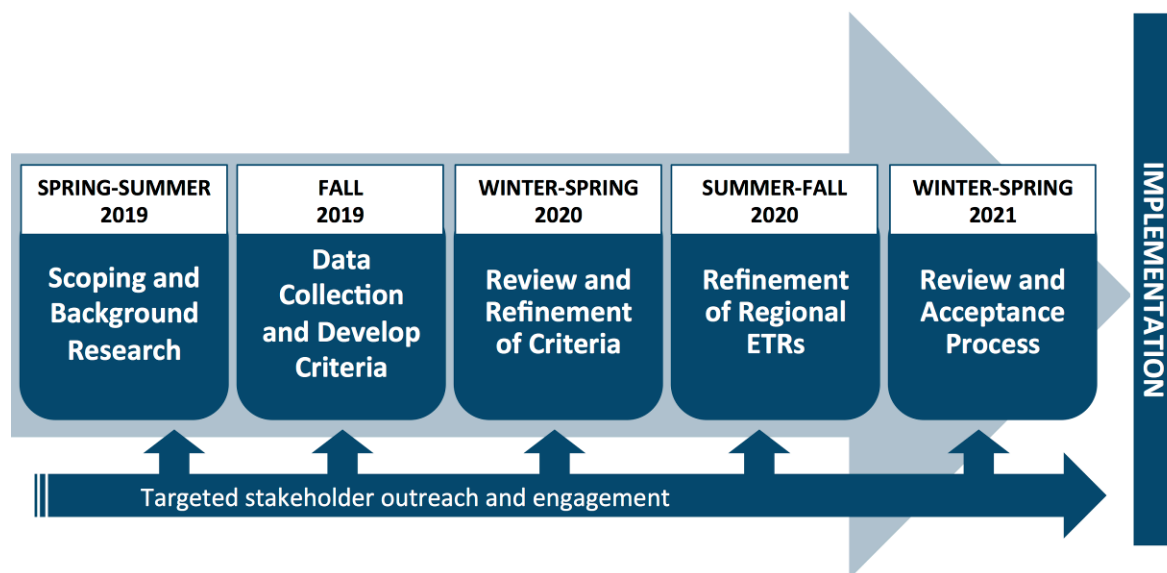 SPRING-SUMMER
2019
Scoping and
Background
Research
FALL
2019
Data
Collection
and Develop
Criteria
WINTER-SPRING
2020
Review and
Refinement
of Criteria
SUMMER-FALL
2020
Refinement
of Regional
ETRs
WINTER-SPRING
2021
Review and
Acceptance
Process
IMPLEMENTATION
Targeted stakeholder outreach and engagement